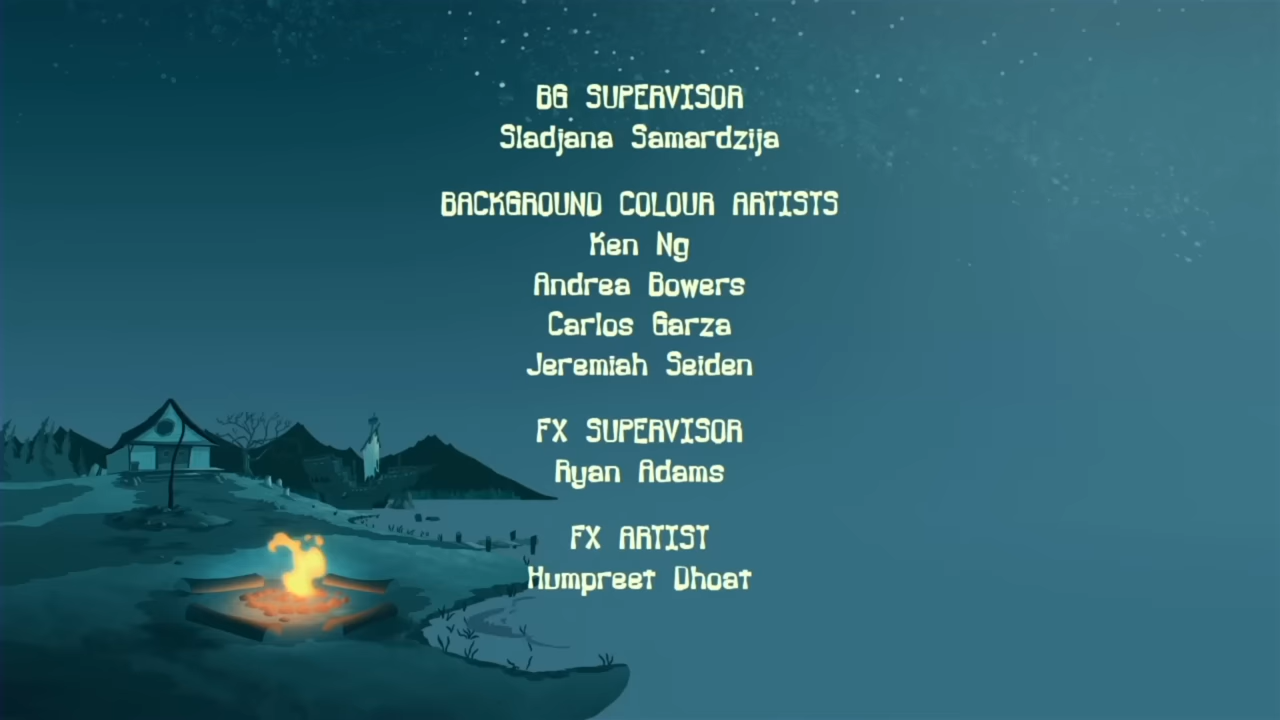 BG SUPERVISOR
Sladjana Samardzija
BACKGROUND COLOUR ARTISTS
Ken Ng
Andrea Bowers
Carlos Garza
Jeremiah Seiden
FX SUPERVISOR
Ryan Adams
FX ARTIST
Humpreet Dhoat